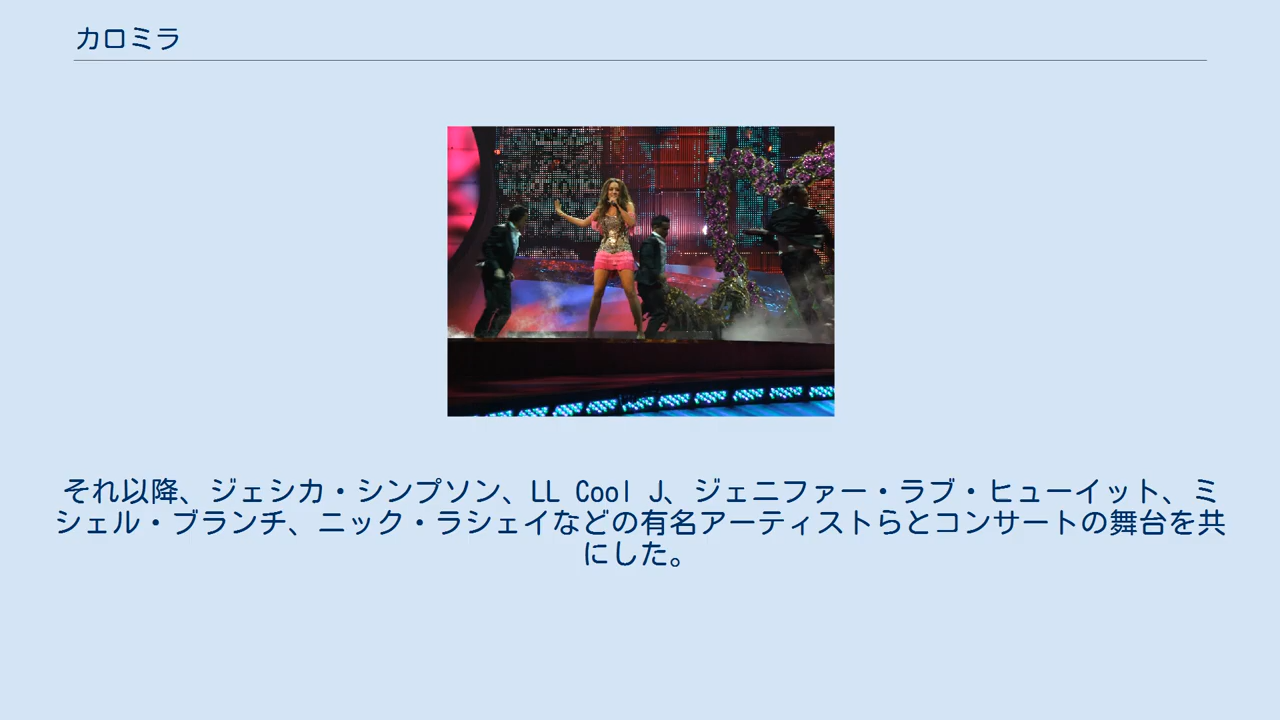 カロミラ
それ以降、ジェシカ・シンプソン、LL Cool J、ジェニファー・ラブ・ヒューイット、ミ
シェル・ブランチ、ニック・ラシェイなどの有名アーティストらとコンサートの舞台を共
にした。